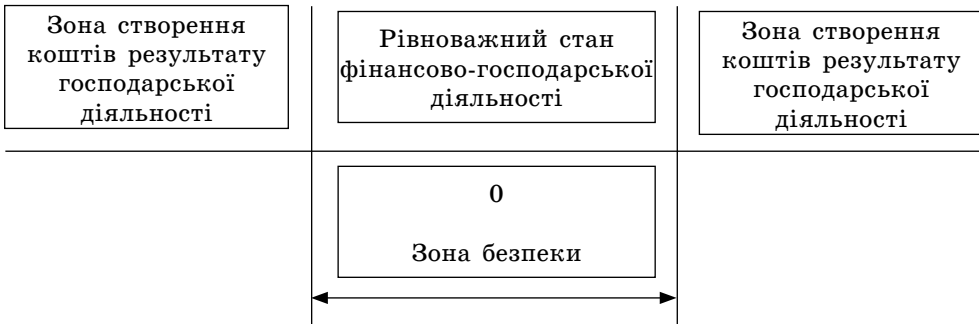 Зона створення
коштів результату
господарської
діяльності
Рівноважний стан
фінансово-господарської
діяльності
Зона створення
коштів результату
господарської
діяльності
0
Зона безпеки